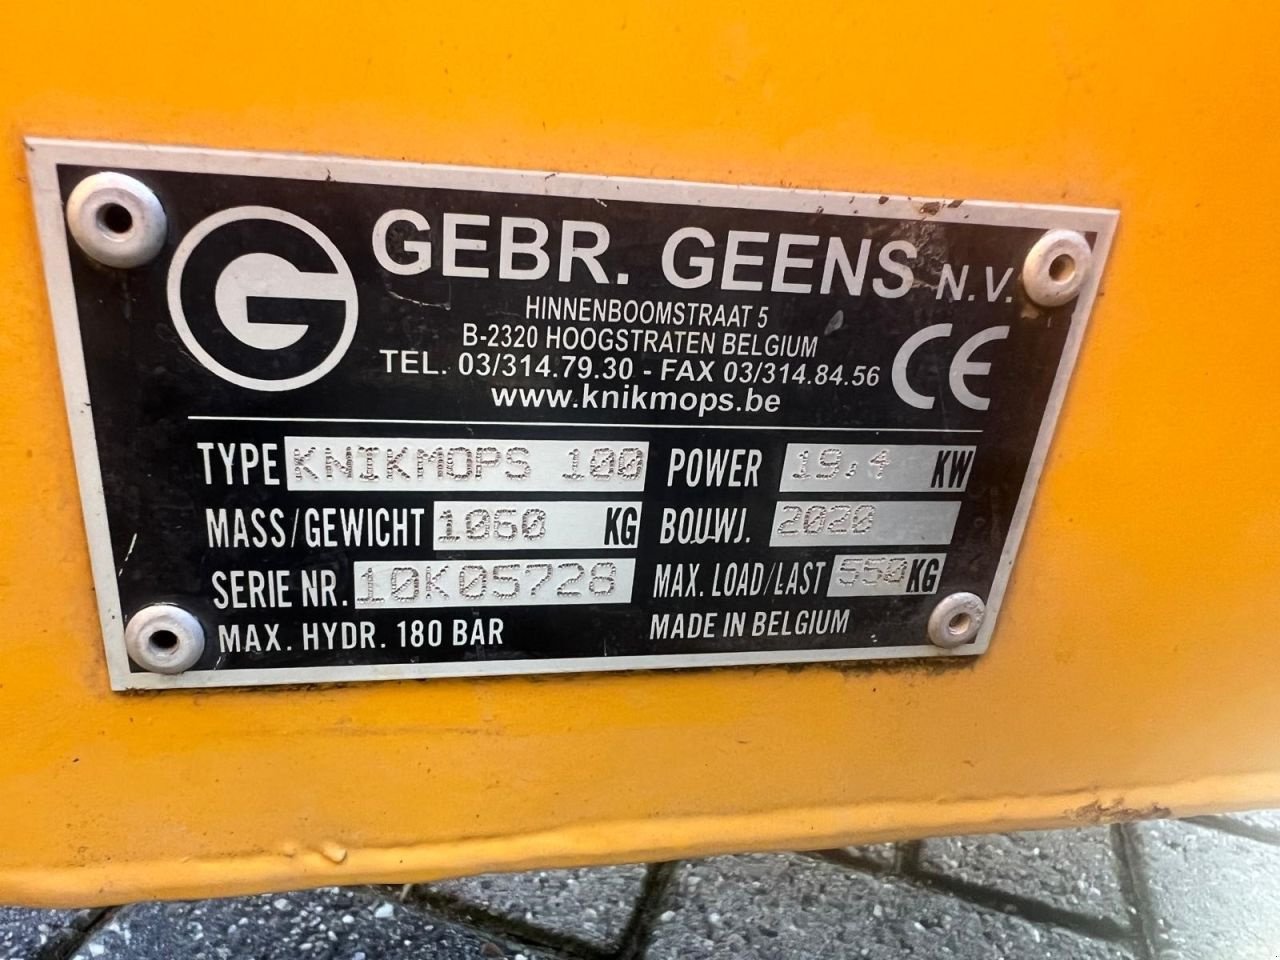 G GEBR. GEENS N.V.
HINNENBOOMSTRAAT 5
B-2320 HOOGSTRATEN BELGIUM
TEL. 03/314.79.30 - FAX 03/314.84.56
www.knikmops.be
CE
TYPE KNIKMOPS 100 POWER 19,4 KW
MASS/GEWICHT 1060 KG BOUWJ. 2020
SERIE NR. 10K05728 MAX. LOAD/LAST 550 KG
MAX. HYDR. 180 BAR MADE IN BELGIUM